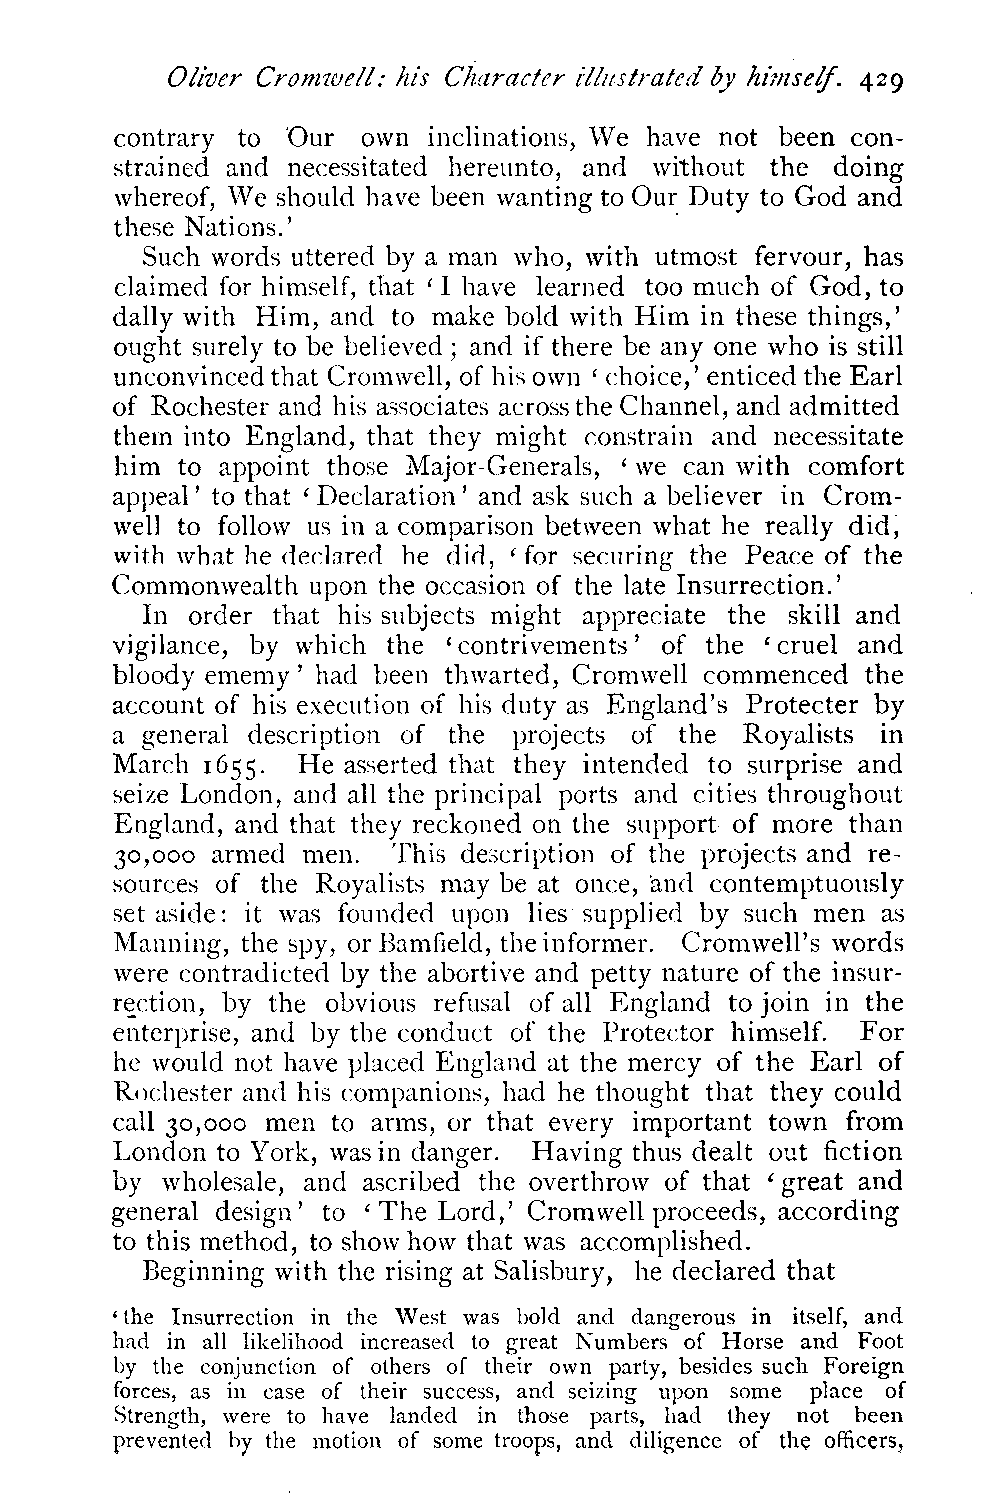 Oliver Cromwell: his Character illustrated by himself. 429
contrary to Our own inclinations, We have not been con-
strained and necessitated hereunto, and without the doing
whereof, We should have been wanting to Our Duty to God and
these Nations.'
Such words uttered by a man who, with utmost fervour, has
claimed for himself, that 'I have learned too much of God, to
dally with Him, and to make bold with Him in these things,'
ought surely to be believed; and if there be any one who is still
unconvinced that Cromwell, of his own 'choice,' enticed the Earl
of Rochester and his associates across the Channel, and admitted
them into England, that they might constrain and necessitate
him to appoint those Major-Generals, 'we can with comfort
appeal' to that 'Declaration' and ask such a believer in Crom-
well to follow us in a comparison between what he really did,
with what he declared he did, 'for securing the Peace of the
Commonwealth upon the occasion of the late Insurrection.'
In order that his subjects might appreciate the skill and
vigilance, by which the 'contrivements' of the 'cruel and
bloody ememy' had been thwarted, Cromwell commenced the
account of his execution of his duty as England's Protecter by
a general description of the projects of the Royalists in
March 1655. He asserted that they intended to surprise and
seize London, and all the principal ports and cities throughout
England, and that they reckoned on the support of more than
30,000 armed men. This description of the projects and re-
sources of the Royalists may be at once, and contemptuously
set aside: it was founded upon lies supplied by such men as
Manning, the spy, or Bamfield, the informer. Cromwell's words
were contradicted by the abortive and petty nature of the insur-
rection, by the obvious refusal of all England to join in the
enterprise, and by the conduct of the Protector himself. For
he would not have placed England at the mercy of the Earl of
Rochester and his companions, had he thought that they could
call 30,000 men to arms, or that every important town from
London to York, was in danger. Having thus dealt out fiction
by wholesale, and ascribed the overthrow of that 'great and
general design' to 'The Lord,' Cromwell proceeds, according
to this method, to show how that was accomplished.
Beginning with the rising at Salisbury, he declared that
'the Insurrection in the West was bold and dangerous in itself, and
had in all likelihood increased to great Numbers of Horse and Foot
by the conjunction of others of their own party, besides such Foreign
forces, as in case of their success, and seizing upon some place of
Strength, were to have landed in those parts, had they not been
prevented by the motion of some troops, and diligence of the officers,